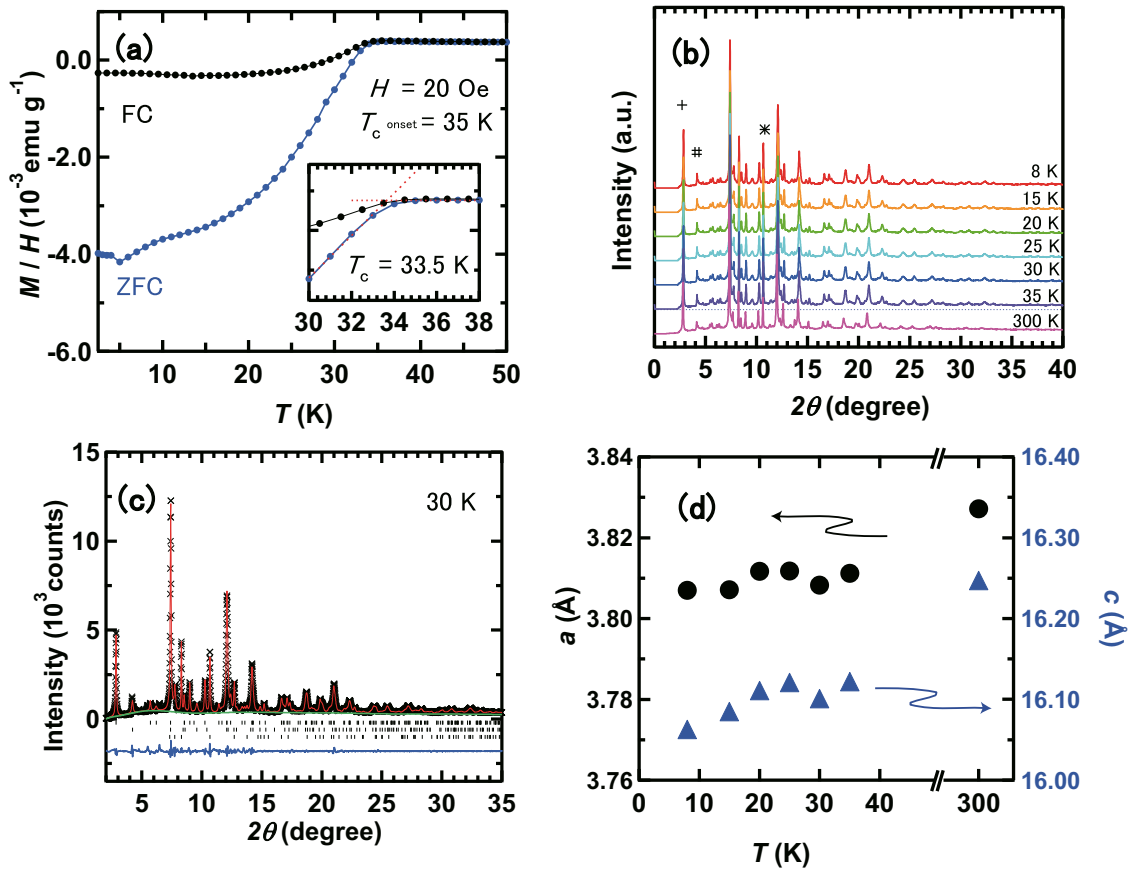 (a)
0.0
-2.0
-4.0
-6.0
M / H (10-3 emu g-1)
FC
ZFC
H = 20 Oe
Tc onset = 35 K
Tc = 33.5 K
30 32 34 36 38
10 20 30 40 50
T (K)
(b)
Intensity (a.u.)
+
#
*
8 K
15 K
20 K
25 K
30 K
35 K
300 K
0 5 10 15 20 25 30 35 40
2θ (degree)
(c)
30 K
15
10
5
0
Intensity (103 counts)
5 10 15 20 25 30 35
2θ (degree)
(d)
3.84
3.82
3.80
3.78
3.76
a (Å)
16.40
16.30
16.20
16.10
16.00
c (Å)
0 10 20 30 40 300
T (K)